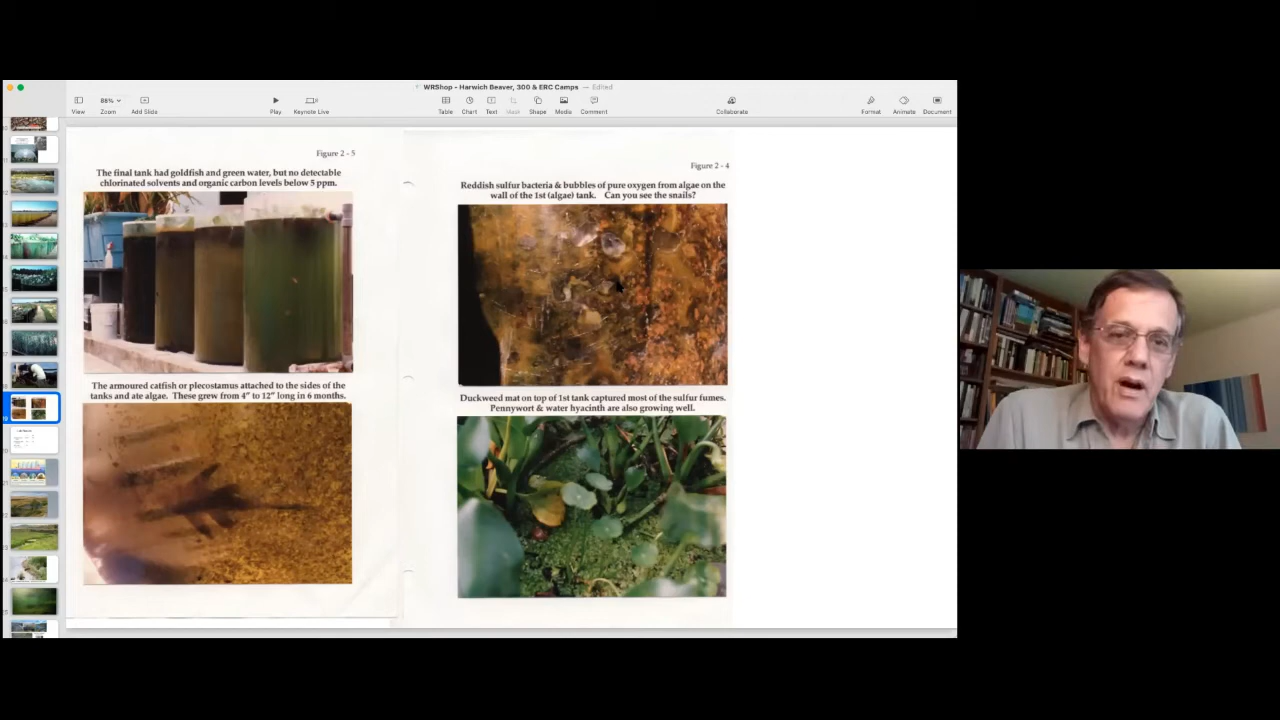 WRShop - Harwich Beaver, 300 & ERC Camps — Edited
88%
View Zoom Add Slide Play Keynote Live Table Chart Text Mask Shape Media Comment Collaborate Format Animate Document
Figure 2 - 5
The final tank had goldfish and green water, but no detectable
chlorinated solvents and organic carbon levels below 5 ppm.
The armoured catfish or plecostamus attached to the sides of the
tanks and ate algae. These grew from 4" to 12" long in 6 months.
Figure 2 - 4
Reddish sulfur bacteria & bubbles of pure oxygen from algae on the
wall of the 1st (algae) tank. Can you see the snails?
Duckweed mat on top of 1st tank captured most of the sulfur fumes.
Pennywort & water hyacinth are also growing well.